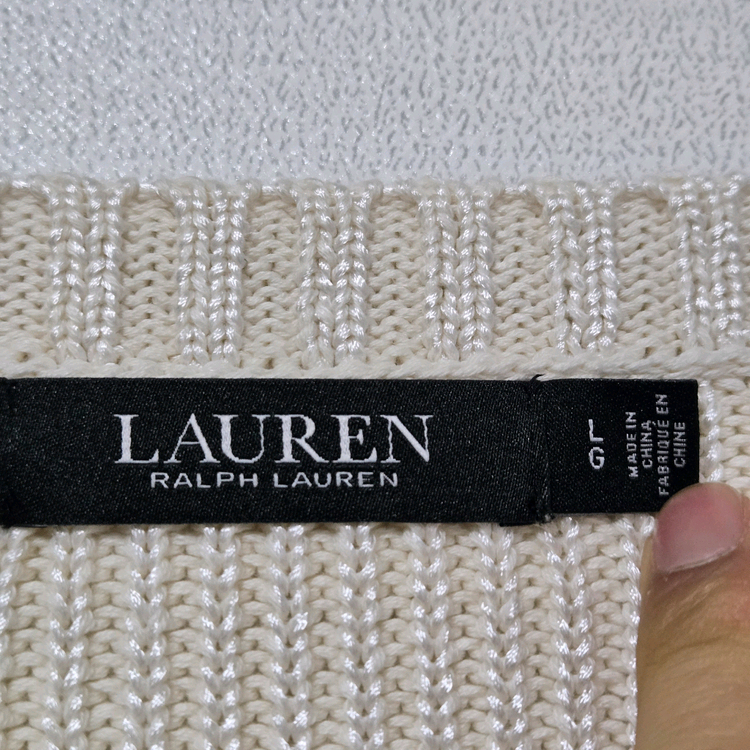 LAUREN
RALPH LAUREN
L
G
MADE IN
CHINA
FABRIQUE EN
CHINE